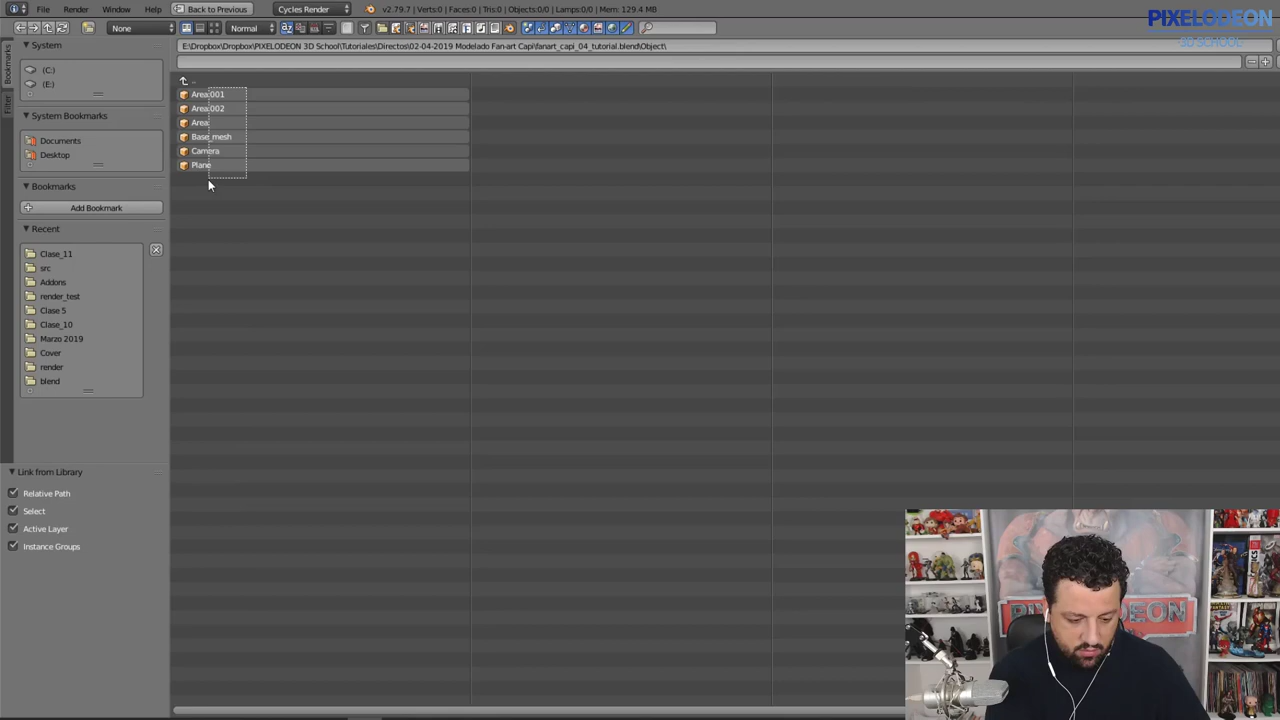 File Render Window Help Back to Previous Cycles Render v2.79.7 | Verts:0 | Faces:0 | Tris:0 | Objects:0/0 | Lamps:0/0 | Mem: 129.4 MB
PIXELODEON
3D SCHOOL
None Normal
Bookmarks
Filter
System
(C:)
(E:)
System Bookmarks
Documents
Desktop
Bookmarks
Add Bookmark
Recent
Clase_11
src
Addons
render_test
Clase 5
Clase_10
Marzo 2019
Cover
render
blend
Link from Library
Relative Path
Select
Active Layer
Instance Groups
E:\Dropbox\Dropbox\PIXELODEON 3D School\Tutoriales\Directos\02-04-2019 Modelado Fan-art Capi\fanart_capi_04_tutorial.blend\Object\
..
Area.001
Area.002
Area
Base_mesh
Camera
Plane